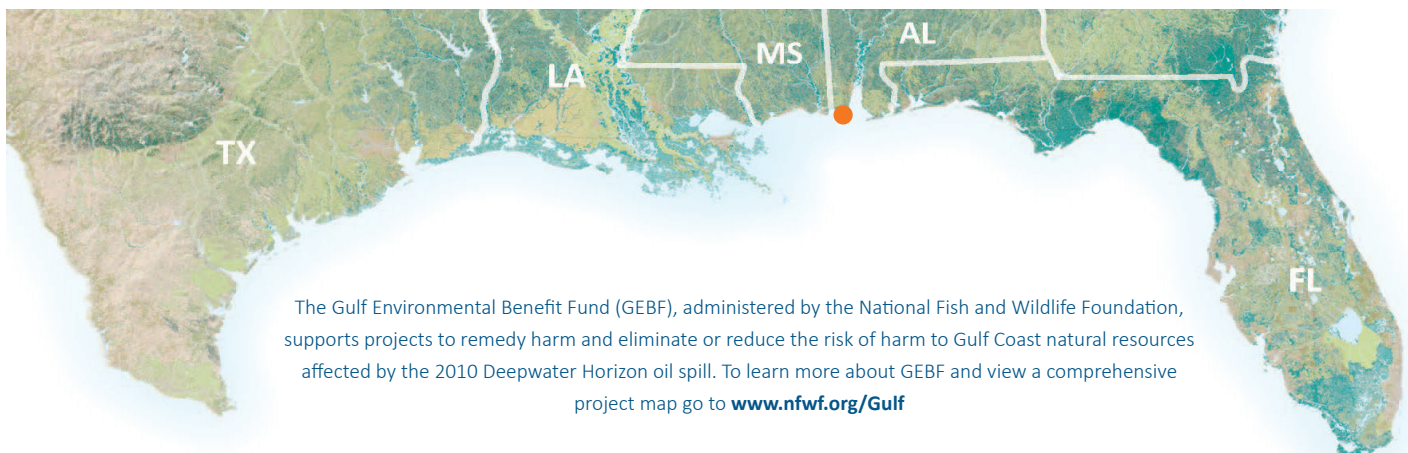 AL
MS
LA
TX
FL
The Gulf Environmental Benefit Fund (GEBF), administered by the National Fish and Wildlife Foundation,
supports projects to remedy harm and eliminate or reduce the risk of harm to Gulf Coast natural resources
affected by the 2010 Deepwater Horizon oil spill. To learn more about GEBF and view a comprehensive
project map go to www.nfwf.org/Gulf